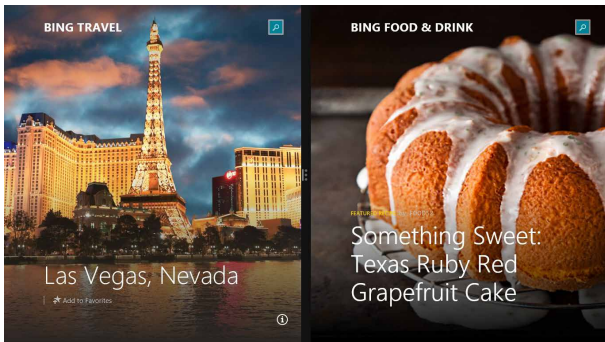 BING TRAVEL
Las Vegas, Nevada
Add to Favorites
BING FOOD & DRINK
Something Sweet:
Texas Ruby Red
Grapefruit Cake